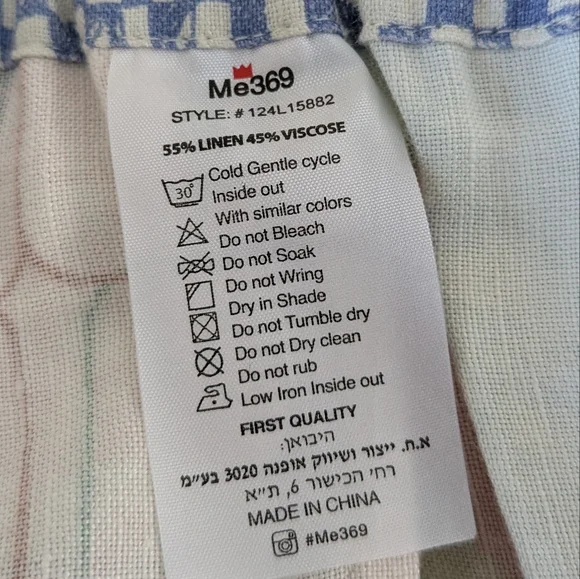 Me369
STYLE: # 124L15882
55% LINEN 45% VISCOSE
30°
Cold Gentle cycle
Inside out
With similar colors
Do not Bleach
Do not Soak
Do not Wring
Dry in Shade
Do not Tumble dry
Do not Dry clean
Do not rub
Low Iron Inside out
FIRST QUALITY
היבואן:
א.ח. ייצור ושיווק אופנה 3020 בע״מ
רח׳ הכישור 6, ת״א
MADE IN CHINA
#Me369